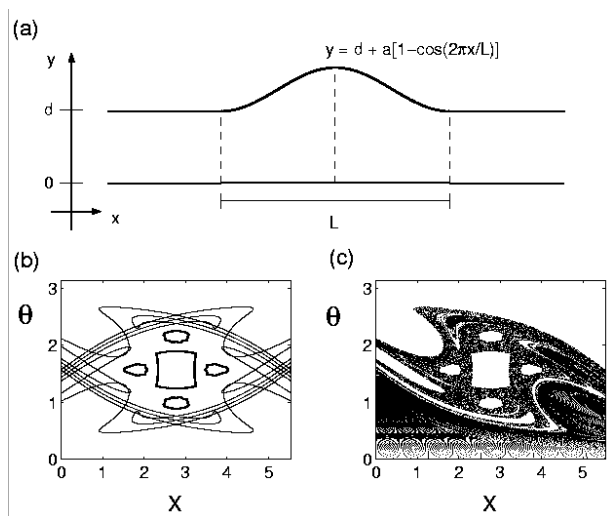 (a)
y = d + a[1-cos(2πx/L)]
y
d
0
x
L
(b)
(c)
θ
3
2
1
0
0 1 2 3 4 5
X
θ
3
2
1
0
0 1 2 3 4 5
X